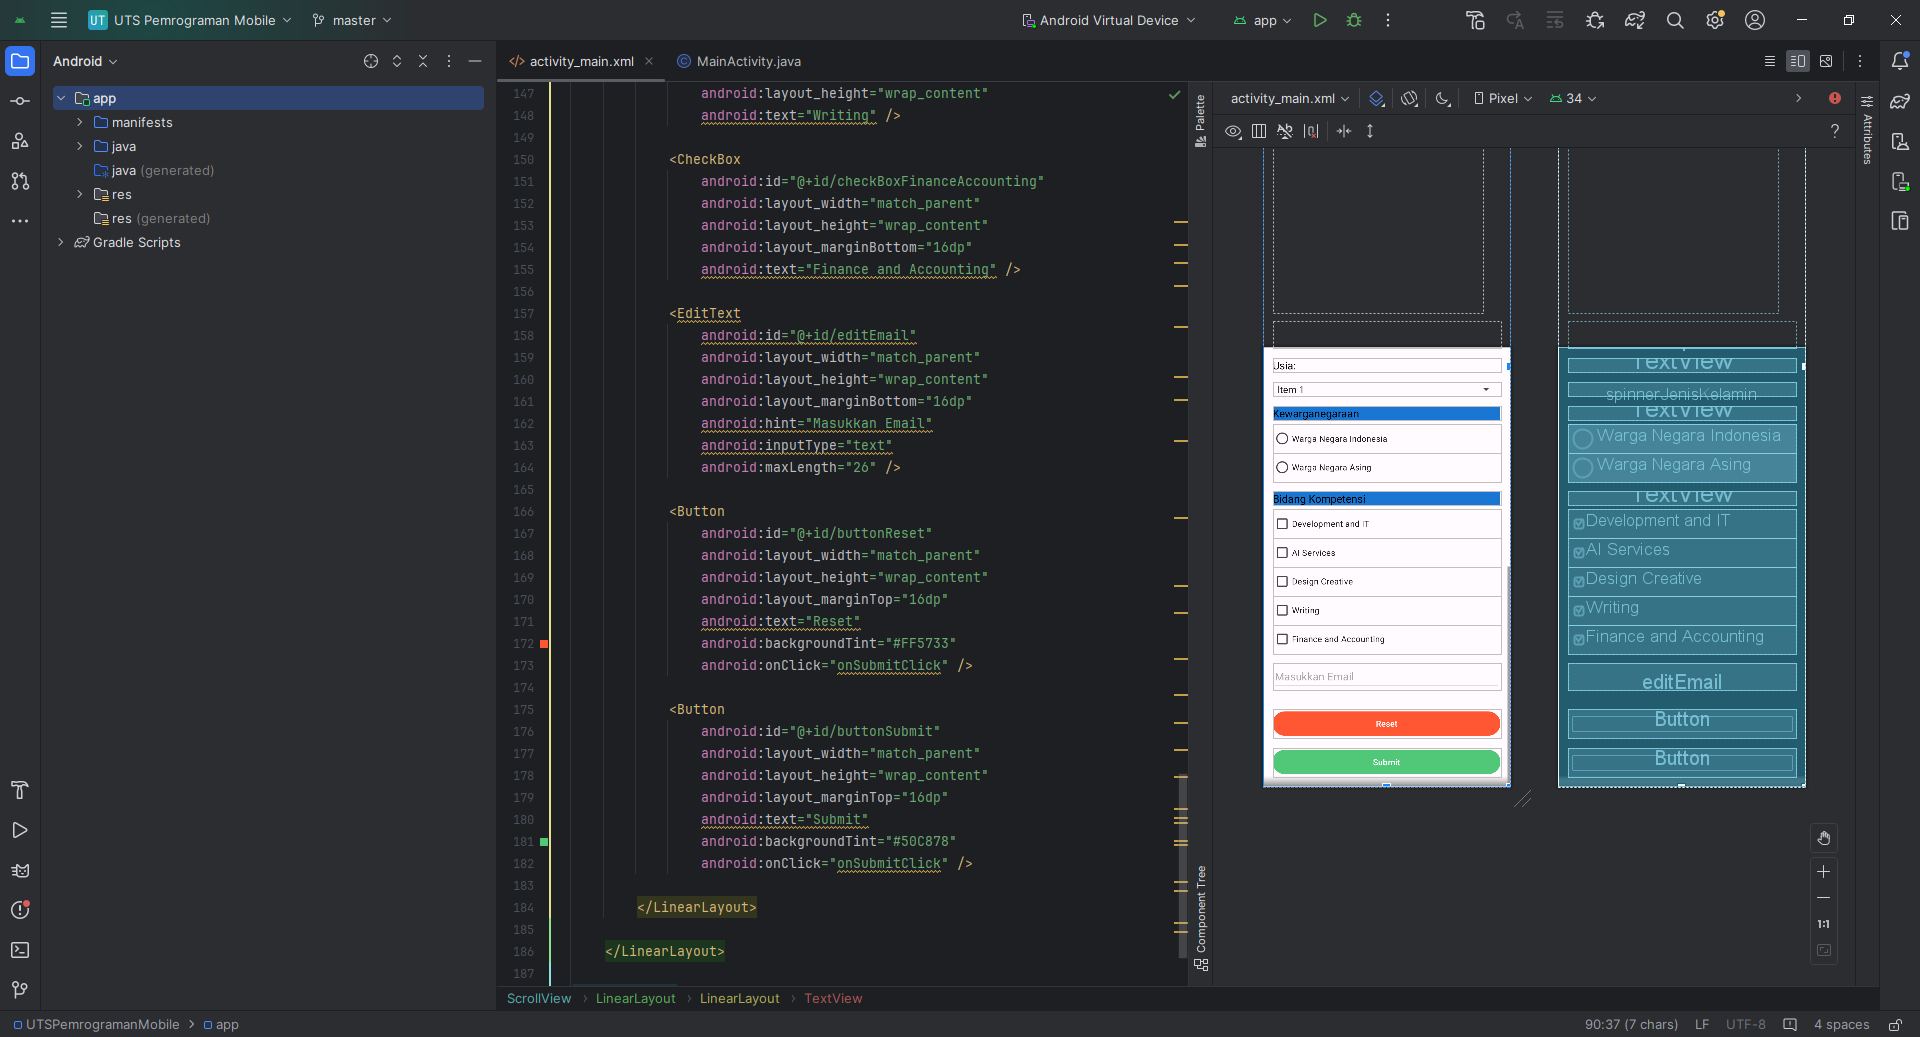 UT UTS Pemrograman Mobile master Android Virtual Device app
Android
app
manifests
java
java (generated)
res
res (generated)
Gradle Scripts
activity_main.xml MainActivity.java
147 android:layout_height="wrap_content"
148 android:text="Writing" />
149
150 <CheckBox
151 android:id="@+id/checkBoxFinanceAccounting"
152 android:layout_width="match_parent"
153 android:layout_height="wrap_content"
154 android:layout_marginBottom="16dp"
155 android:text="Finance and Accounting" />
156
157 <EditText
158 android:id="@+id/editEmail"
159 android:layout_width="match_parent"
160 android:layout_height="wrap_content"
161 android:layout_marginBottom="16dp"
162 android:hint="Masukkan Email"
163 android:inputType="text"
164 android:maxLength="26" />
165
166 <Button
167 android:id="@+id/buttonReset"
168 android:layout_width="match_parent"
169 android:layout_height="wrap_content"
170 android:layout_marginTop="16dp"
171 android:text="Reset"
172 android:backgroundTint="#FF5733"
173 android:onClick="onSubmitClick" />
174
175 <Button
176 android:id="@+id/buttonSubmit"
177 android:layout_width="match_parent"
178 android:layout_height="wrap_content"
179 android:layout_marginTop="16dp"
180 android:text="Submit"
181 android:backgroundTint="#50C878"
182 android:onClick="onSubmitClick" />
183
184 </LinearLayout>
185
186 </LinearLayout>
187
ScrollView › LinearLayout › LinearLayout › TextView
Palette
Component Tree
activity_main.xml Pixel 34
?
Attributes
Usia:
Item 1
Kewarganegaraan
Warga Negara Indonesia
Warga Negara Asing
Bidang Kompetensi
Development and IT
AI Services
Design Creative
Writing
Finance and Accounting
Masukkan Email
Reset
Submit
TextView
spinnerJenisKelamin
TextView
Warga Negara Indonesia
Warga Negara Asing
TextView
Development and IT
AI Services
Design Creative
Writing
Finance and Accounting
editEmail
Button
Button
1:1
UTSPemrogramanMobile > app
90:37 (7 chars) LF UTF-8 4 spaces